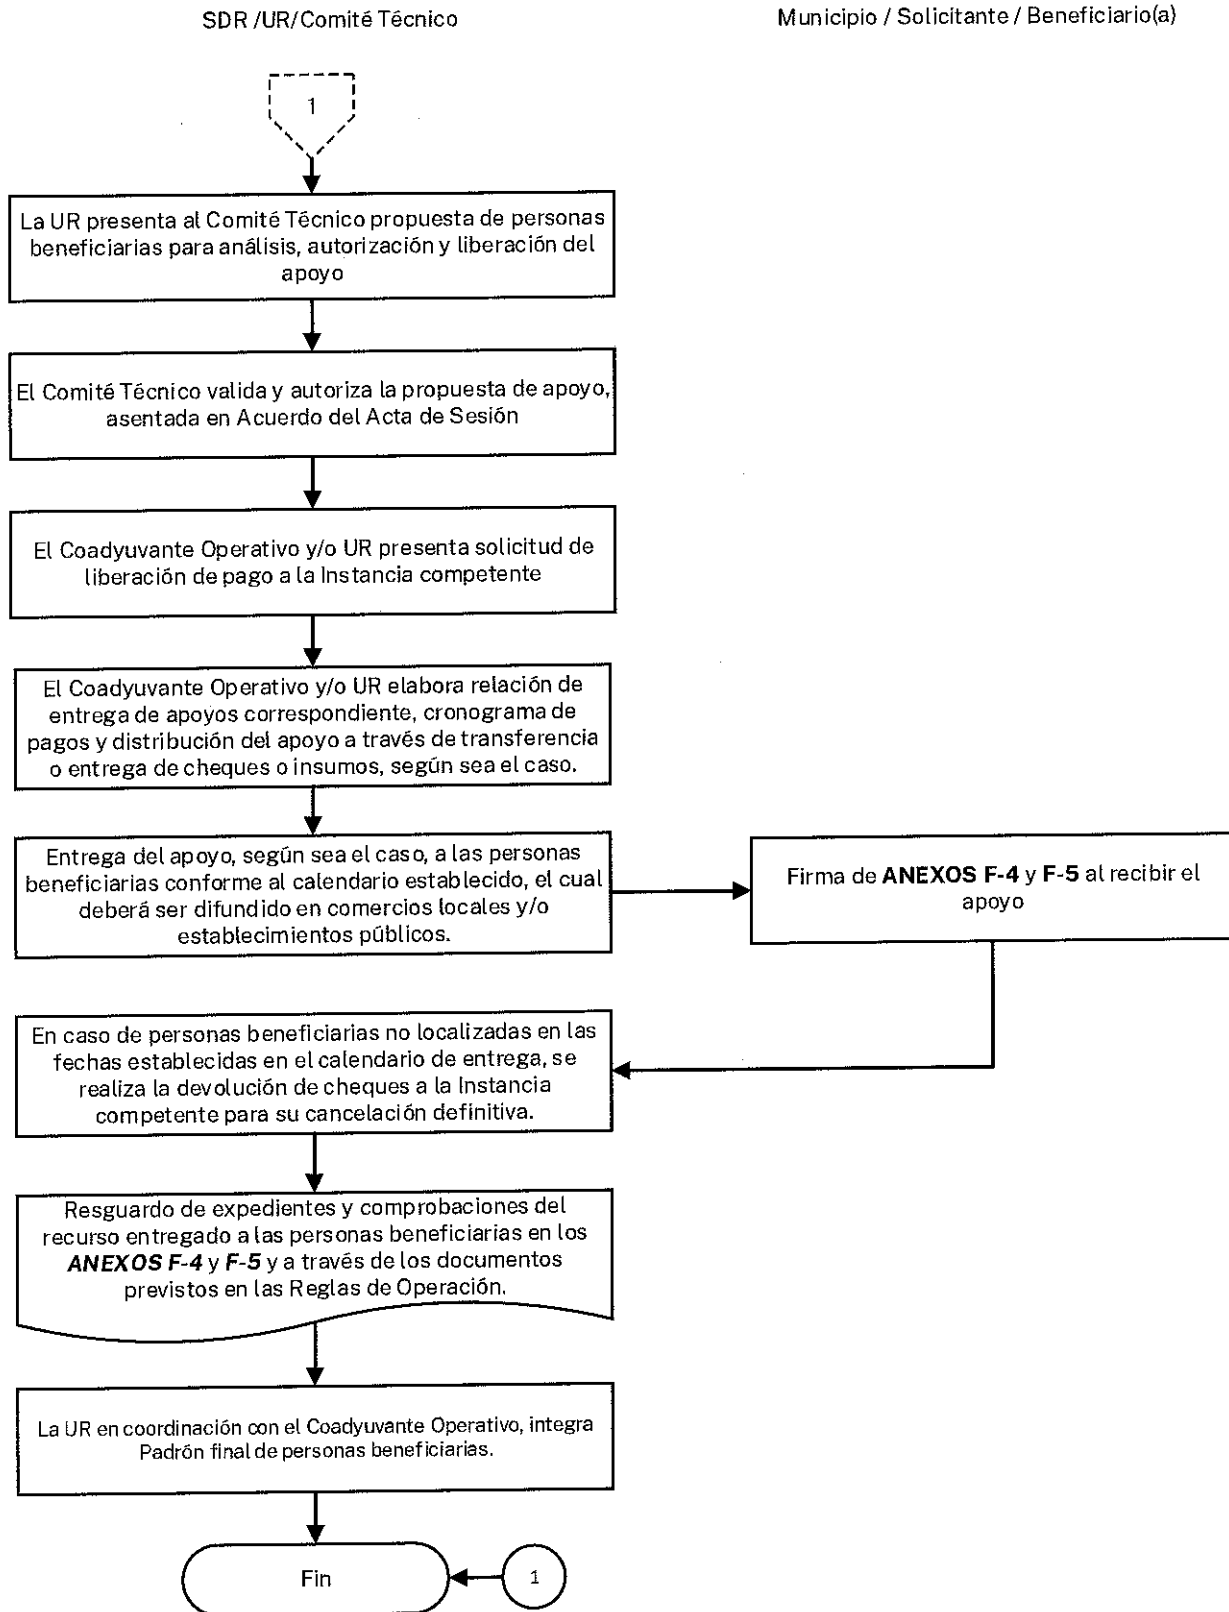 SDR /UR/Comité Técnico
Municipio / Solicitante / Beneficiario(a)
1
La UR presenta al Comité Técnico propuesta de personas
beneficiarias para análisis, autorización y liberación del
apoyo
El Comité Técnico valida y autoriza la propuesta de apoyo,
asentada en Acuerdo del Acta de Sesión
El Coadyuvante Operativo y/o UR presenta solicitud de
liberación de pago a la Instancia competente
El Coadyuvante Operativo y/o UR elabora relación de
entrega de apoyos correspondiente, cronograma de
pagos y distribución del apoyo a través de transferencia
o entrega de cheques o insumos, según sea el caso.
Entrega del apoyo, según sea el caso, a las personas
beneficiarias conforme al calendario establecido, el cual
deberá ser difundido en comercios locales y/o
establecimientos públicos.
Firma de ANEXOS F-4 y F-5 al recibir el
apoyo
En caso de personas beneficiarias no localizadas en las
fechas establecidas en el calendario de entrega, se
realiza la devolución de cheques a la Instancia
competente para su cancelación definitiva.
Resguardo de expedientes y comprobaciones del
recurso entregado a las personas beneficiarias en los
ANEXOS F-4 y F-5 y a través de los documentos
previstos en las Reglas de Operación.
La UR en coordinación con el Coadyuvante Operativo, integra
Padrón final de personas beneficiarias.
Fin
1